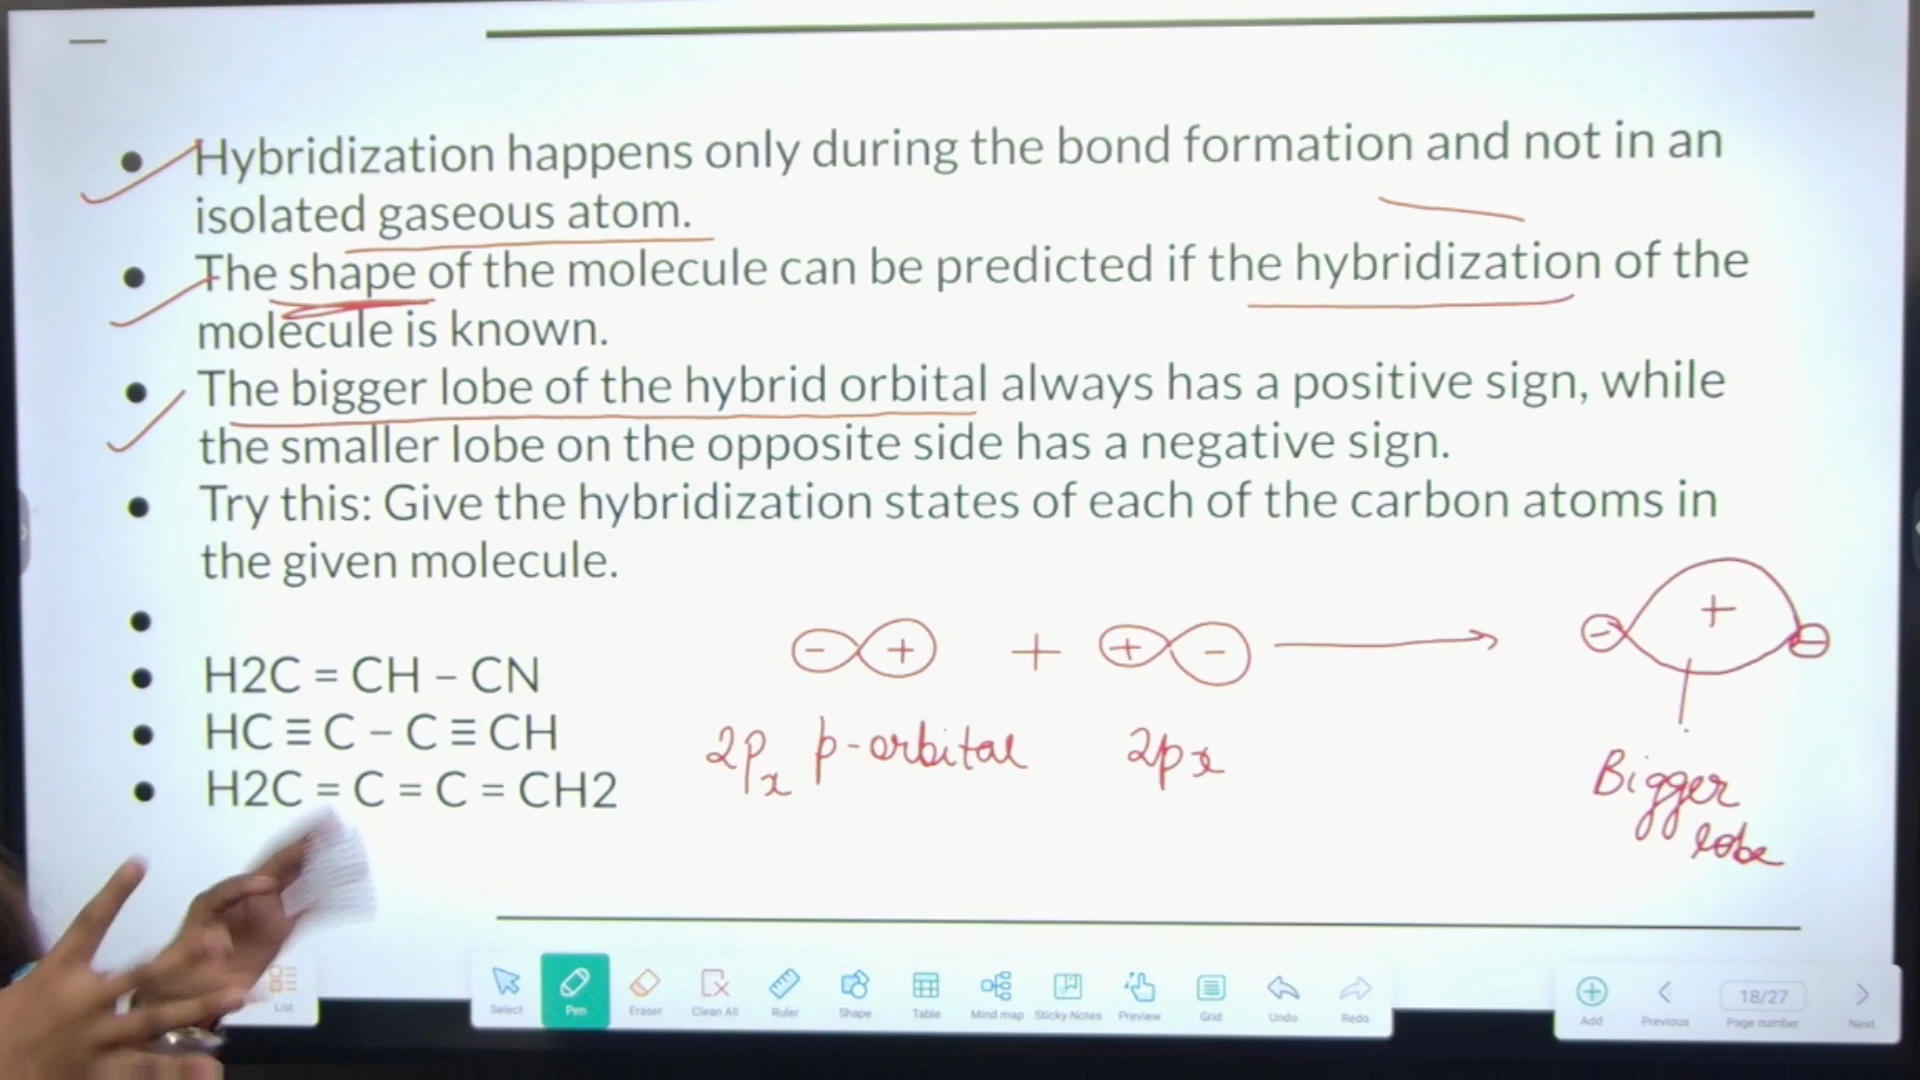 Hybridization happens only during the bond formation and not in an
isolated gaseous atom.
The shape of the molecule can be predicted if the hybridization of the
molecule is known.
The bigger lobe of the hybrid orbital always has a positive sign, while
the smaller lobe on the opposite side has a negative sign.
Try this: Give the hybridization states of each of the carbon atoms in
the given molecule.
H2C = CH – CN
HC ≡ C – C ≡ CH
H2C = C = C = CH2
- + + + - - + -
2px p-orbital 2px
Bigger
lobe
List Select Pen Eraser Clean All Ruler Shape Table Mind map Sticky-Notes Preview Grid Undo Redo
18/27
Add Previous Page number Next